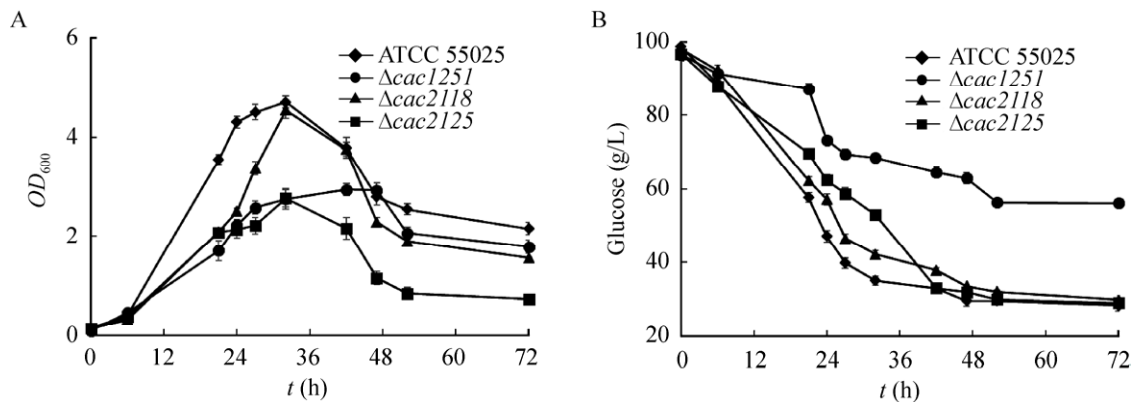 A
6
4
2
0
OD600
ATCC 55025
Δcac1251
Δcac2118
Δcac2125
0 12 24 36 48 60 72
t (h)
B
100
80
60
40
20
Glucose (g/L)
ATCC 55025
Δcac1251
Δcac2118
Δcac2125
0 12 24 36 48 60 72
t (h)